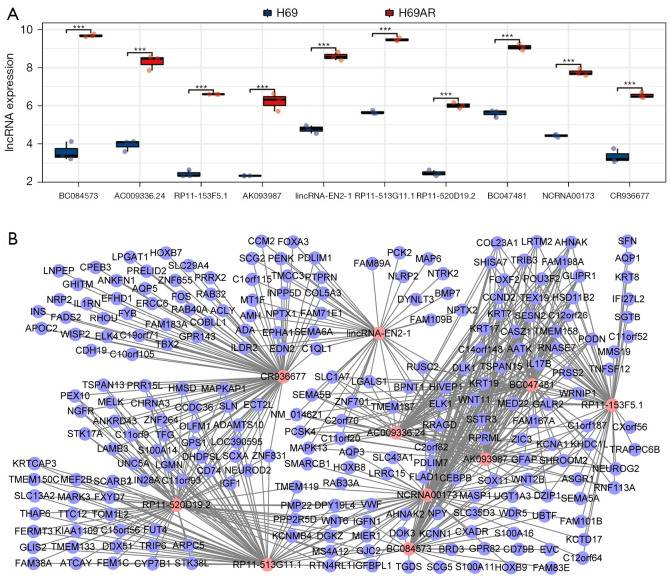 A
H69 H69AR
lncRNA expression
10
8
6
4
2
*** *** *** *** *** *** *** *** *** ***
BC084573 AC009336.24 RP11-153F5.1 AK093987 lincRNA-EN2-1 RP11-513G11.1 RP11-520D19.2 BC047481 NCRNA00173 CR936677
B
CCM2 FOXA3
COL23A1 LRTM2 AHNAK
SFN
LPGAT1 HOXB7
SCG2 PENK PDLIM1
PCK2
MAP6
SHISA7 TRIB3 FAM198A
AQP1
LNPEP CPEB3 PRELID2 SLC29A4
FAM89A
NLRP2
NTRK2
FOXF2 POU3F2 GLIPR1
KRT8
GHITM ANKFN1 ZNF655 PRRX2
C1orf115 TMCC3 PTPRN
AQP5
INPP5D COL5A3
DYNLT3
BMP7
CCND2 TEX19 HSD11B2
IF27L2
NRP2 IL1RN EFHD1 ERCC6 FOS RAB32
MT1F
NPTX2
KRT7 SESN2 C12orf26
SGTB
INS
FADS2 RHOU FYB RAB40A ACLY
AMH NPTX1 FAM71E1
FAM109B
KRT17 CASZ1 TMEM158
APOC2
WISP2 ELK4 C19orf71 FAM183A COBLL1
ADA EPHA1 SEMA6A
lincRNA-EN2-1
PODN C11orf52
TBX2 GPR143
C14orf148 AATK RNASE7
MMS19
CDH19 C10orf105
ILDR2 EDN2 C1QL1
RUSC2
DLK1 TSPAN15 IL17B PRSS2 TNFSF12
CR936677
SLC1A7 LGALS1
KRT19 BC047481
TSPAN13 PRR15L HMSD MAPKAP1
BPNT1 HIVEP1
WRNIP1
PEX10
SEMA5B
ELK1 WNT11 MED22 GALR2
RP11-153F5.1
MELK CHRNA3 CCDC36 SLN ECT2L
ZNF701 TMEM187
NGFR
SSTR3 FAM167A C1orf187 CXorf56
ANKRD43 ZNF264 OLFM1 ADAMTS10
NM_014621
C2orf62
STK17A
C11orf9 TFG
PCSK4
AC009336.24
RRAGD
RPRML ZIC3 KCNA1 KHDC1L
TRAPPC6B
LAMB3 S100A14 GPS1 LOC390595
MAPK13 C11orf20 C2orf80
UNC5A LGMN DHDPSL SCXA ZNF831
AQP3 SLC43A1 PDLIM7
AK093987
GFAP SHROOM2
NEUROG2
KRTCAP3
CD74 NEUROD2
SMARCB1 HOXB8
LRRC15
FLAD1 CEBPB
SOX11 WNT2B
ASGR1
RNF113A
TMEM150C MEF2B SCARB1 LIN28A C11orf93 IGF1
TMEM119 RAB33A
NCRNA00173 MASP1 UGT1A3 DZIP1 SEMA5A
SLC13A2 MARK3 FXYD7
RP11-520D19.2
PMP22 DPY19L4 VWF
THAP6 TTC12 TOM1L2
PPP2R5D WNT6 IGFN1
AHNAK2 NPY SLC35D3 WDR5 UBTF FAM101B
FERMT3 KIAA1109 C15orf56 FUT4
KCNMB4 DGKZ MIER1
DOK3 KCNN1 CXADR S100A16
KCTD17
GLIS2 TMEM133 DDX51 TRIP6 ARPC5
MS4A12 GJC2
BC084573
BRD3 GPR82 CD79B EVC
C12orf64
FAM38A ATCAY FEM1C CYP7B1 STK38L
RP11-513G11.1
RTN4RL1 IGFBPL1
TGDS SCG5 S100A11 HOXB9 FAM83E